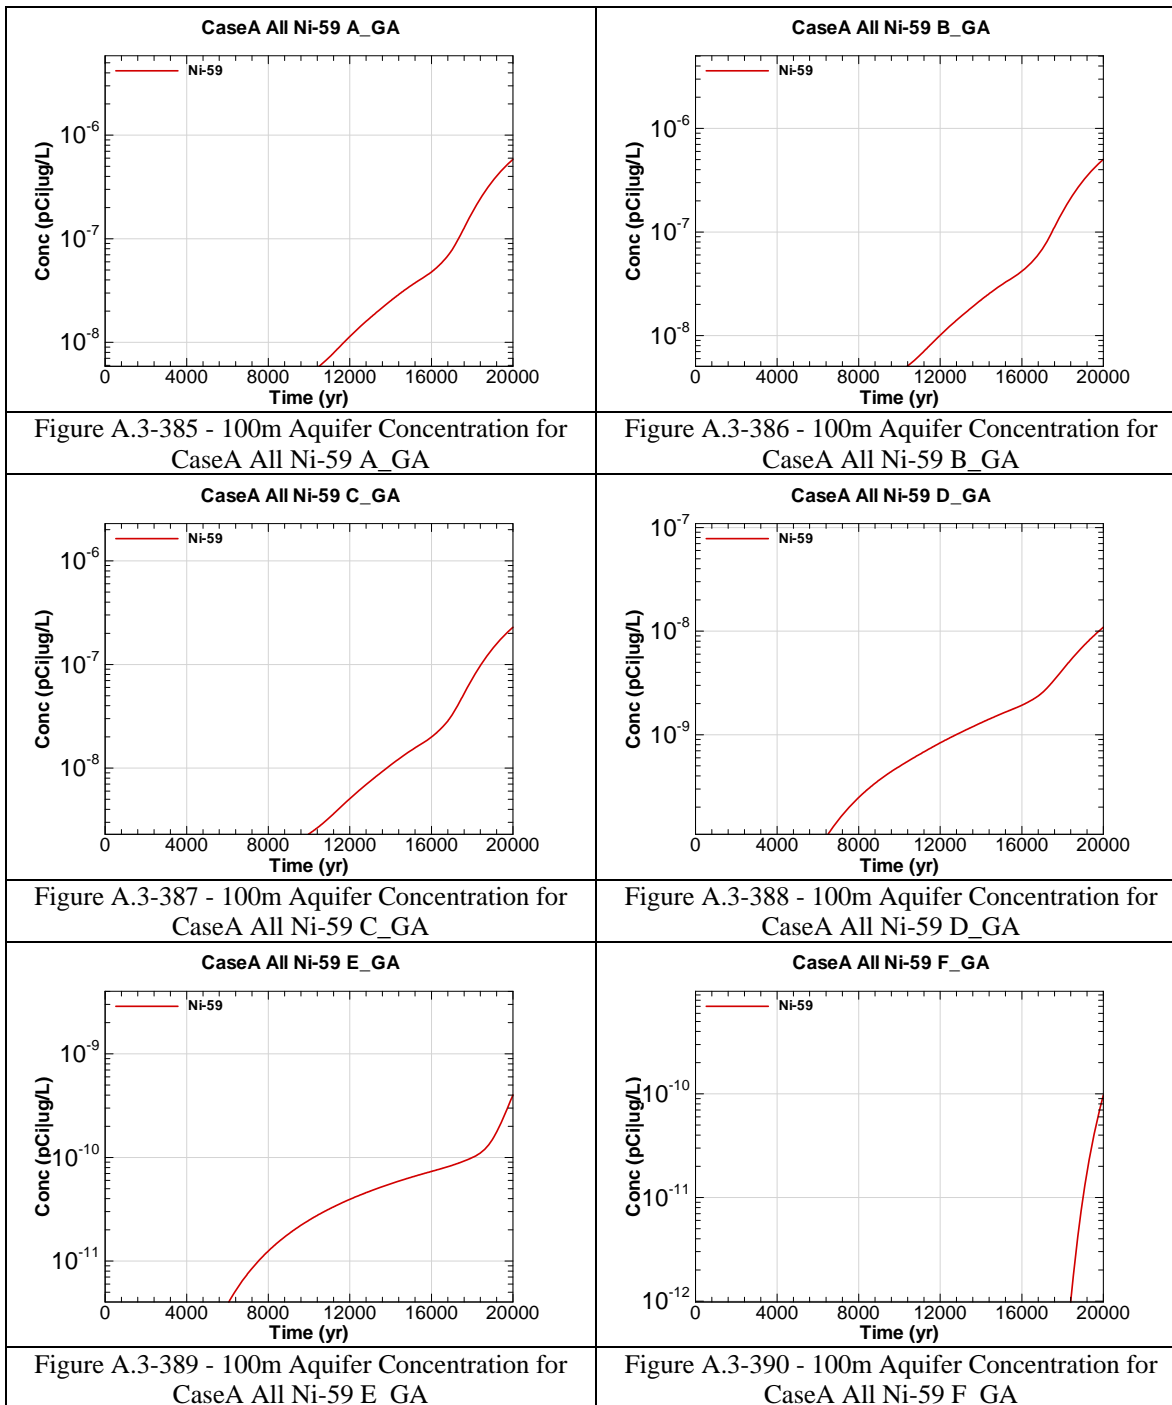 CaseA All Ni-59 A_GA
Ni-59
Conc (pCi|ug/L)
10-6
10-7
10-8
0 4000 8000 12000 16000 20000
Time (yr)
Figure A.3-385 - 100m Aquifer Concentration for
CaseA All Ni-59 A_GA
CaseA All Ni-59 B_GA
Ni-59
Conc (pCi|ug/L)
10-6
10-7
10-8
0 4000 8000 12000 16000 20000
Time (yr)
Figure A.3-386 - 100m Aquifer Concentration for
CaseA All Ni-59 B_GA
CaseA All Ni-59 C_GA
Ni-59
Conc (pCi|ug/L)
10-6
10-7
10-8
0 4000 8000 12000 16000 20000
Time (yr)
Figure A.3-387 - 100m Aquifer Concentration for
CaseA All Ni-59 C_GA
CaseA All Ni-59 D_GA
Ni-59
Conc (pCi|ug/L)
10-7
10-8
10-9
0 4000 8000 12000 16000 20000
Time (yr)
Figure A.3-388 - 100m Aquifer Concentration for
CaseA All Ni-59 D_GA
CaseA All Ni-59 E_GA
Ni-59
Conc (pCi|ug/L)
10-9
10-10
10-11
0 4000 8000 12000 16000 20000
Time (yr)
Figure A.3-389 - 100m Aquifer Concentration for
CaseA All Ni-59 E_GA
CaseA All Ni-59 F_GA
Ni-59
Conc (pCi|ug/L)
10-10
10-11
10-12
0 4000 8000 12000 16000 20000
Time (yr)
Figure A.3-390 - 100m Aquifer Concentration for
CaseA All Ni-59 F_GA